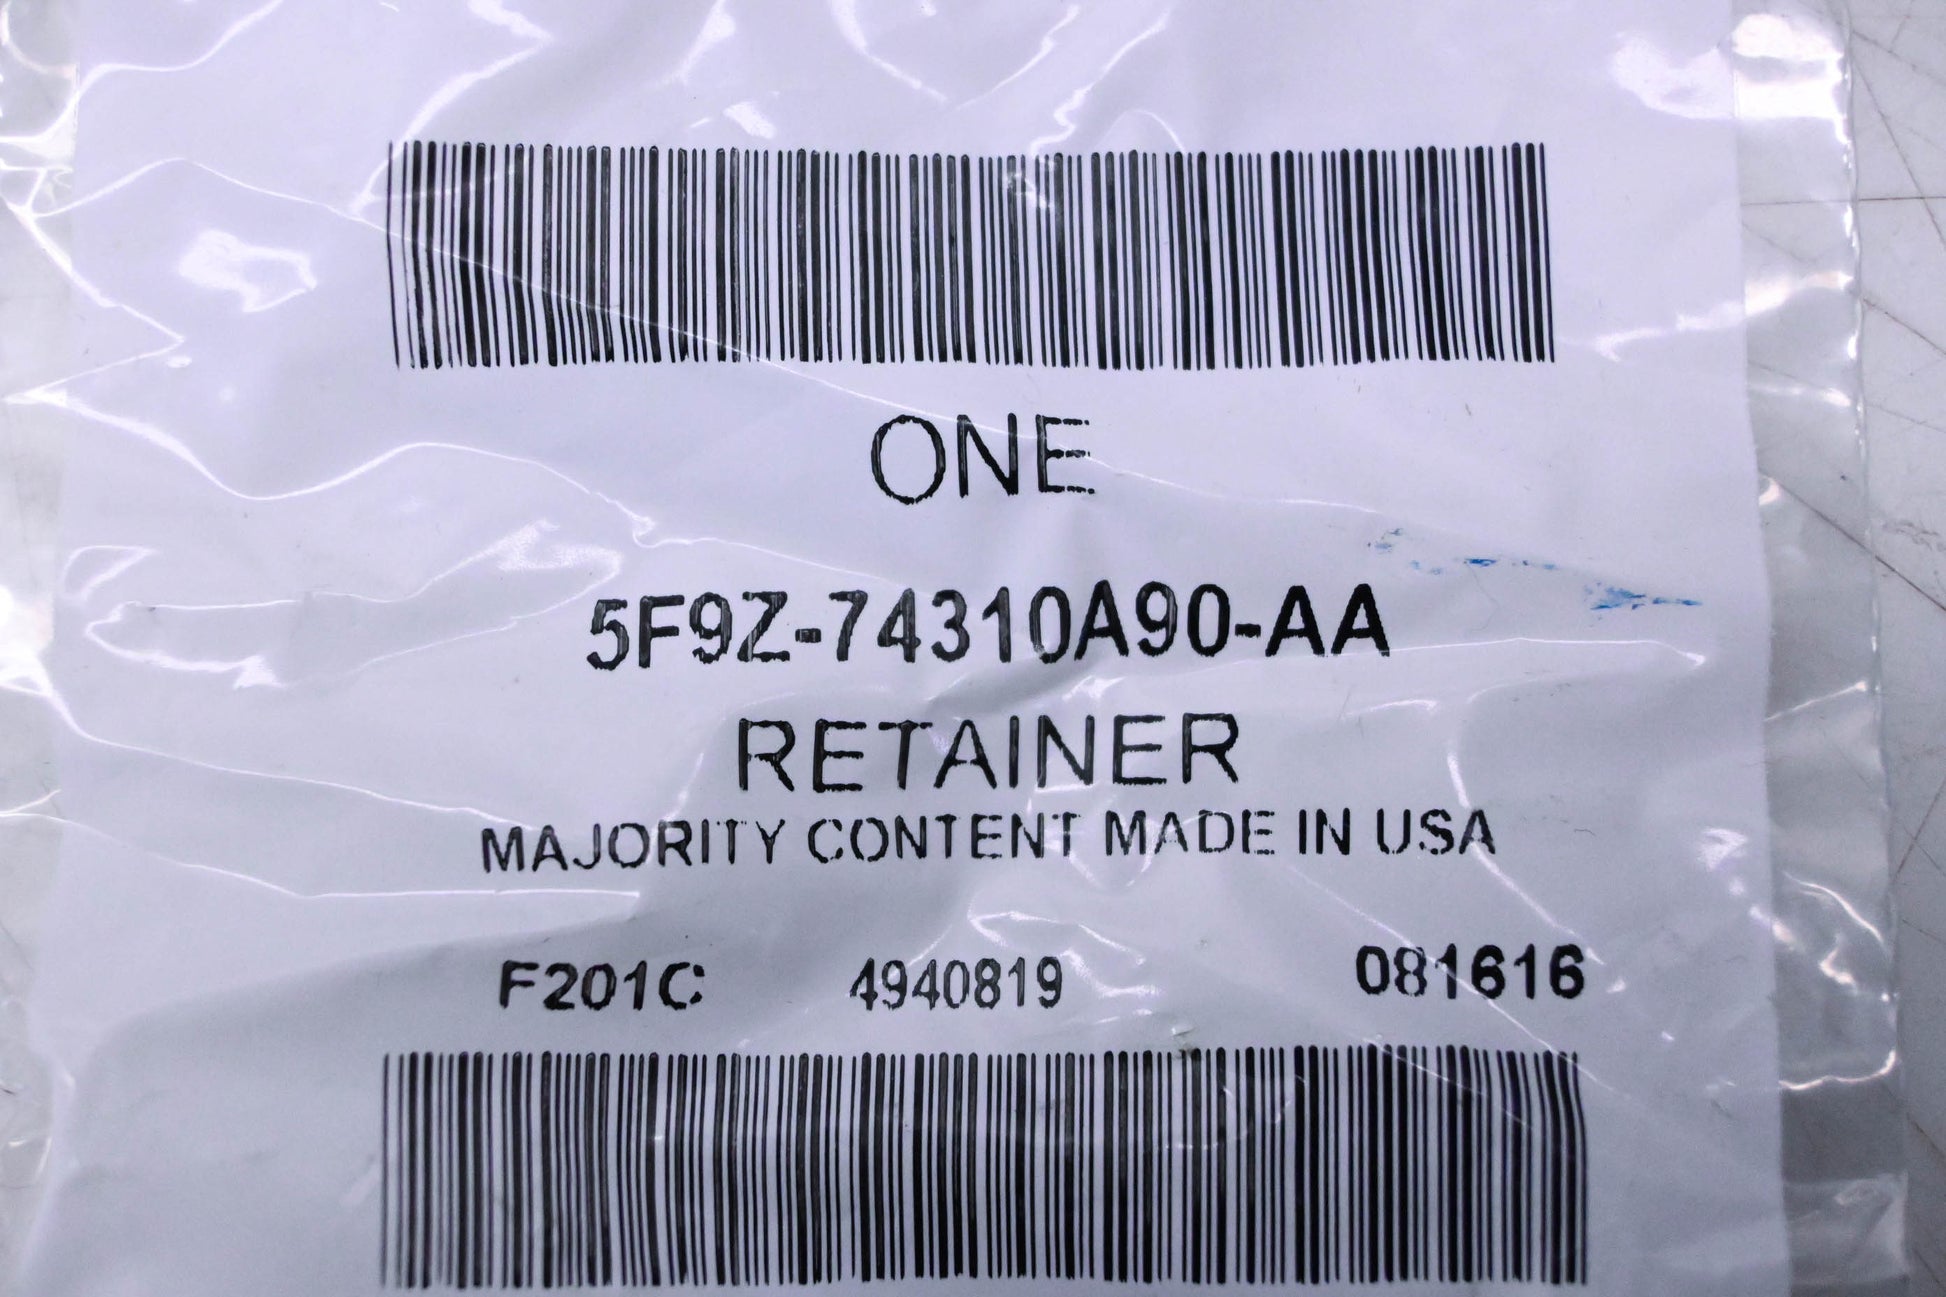 ONE
5F9Z-74310A90-AA
RETAINER
MAJORITY CONTENT MADE IN USA
F201C 4940819 081616